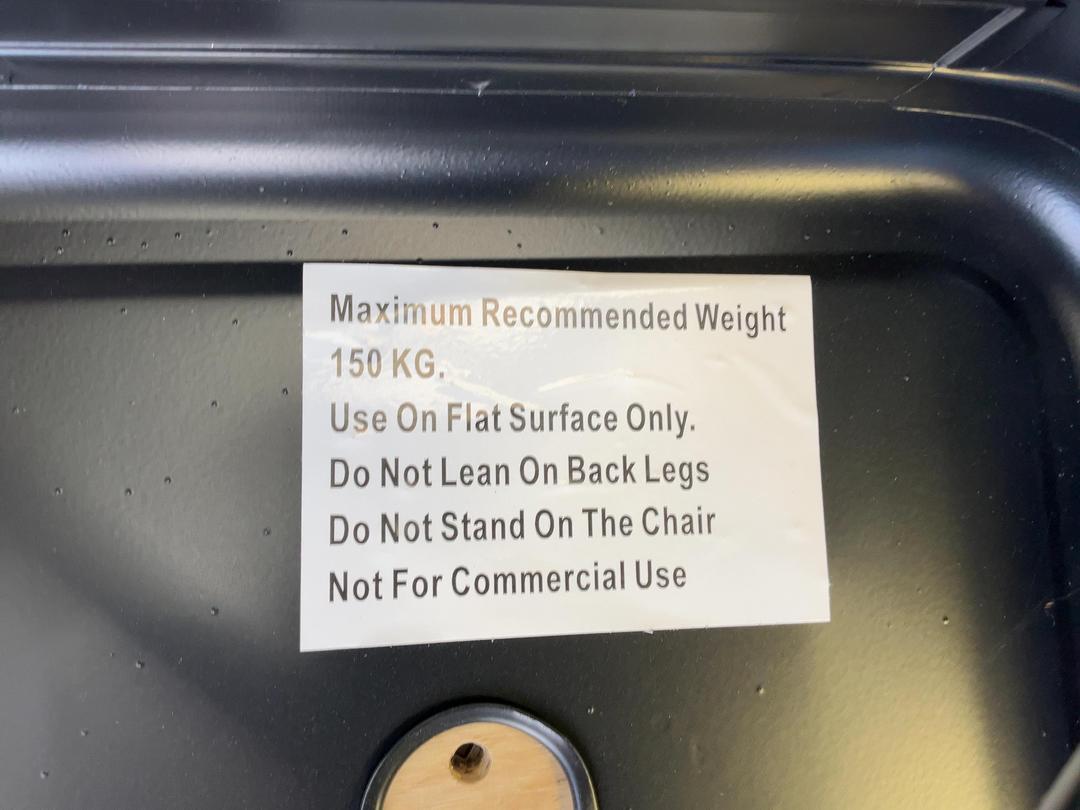 Maximum Recommended Weight
150 KG.
Use On Flat Surface Only.
Do Not Lean On Back Legs
Do Not Stand On The Chair
Not For Commercial Use